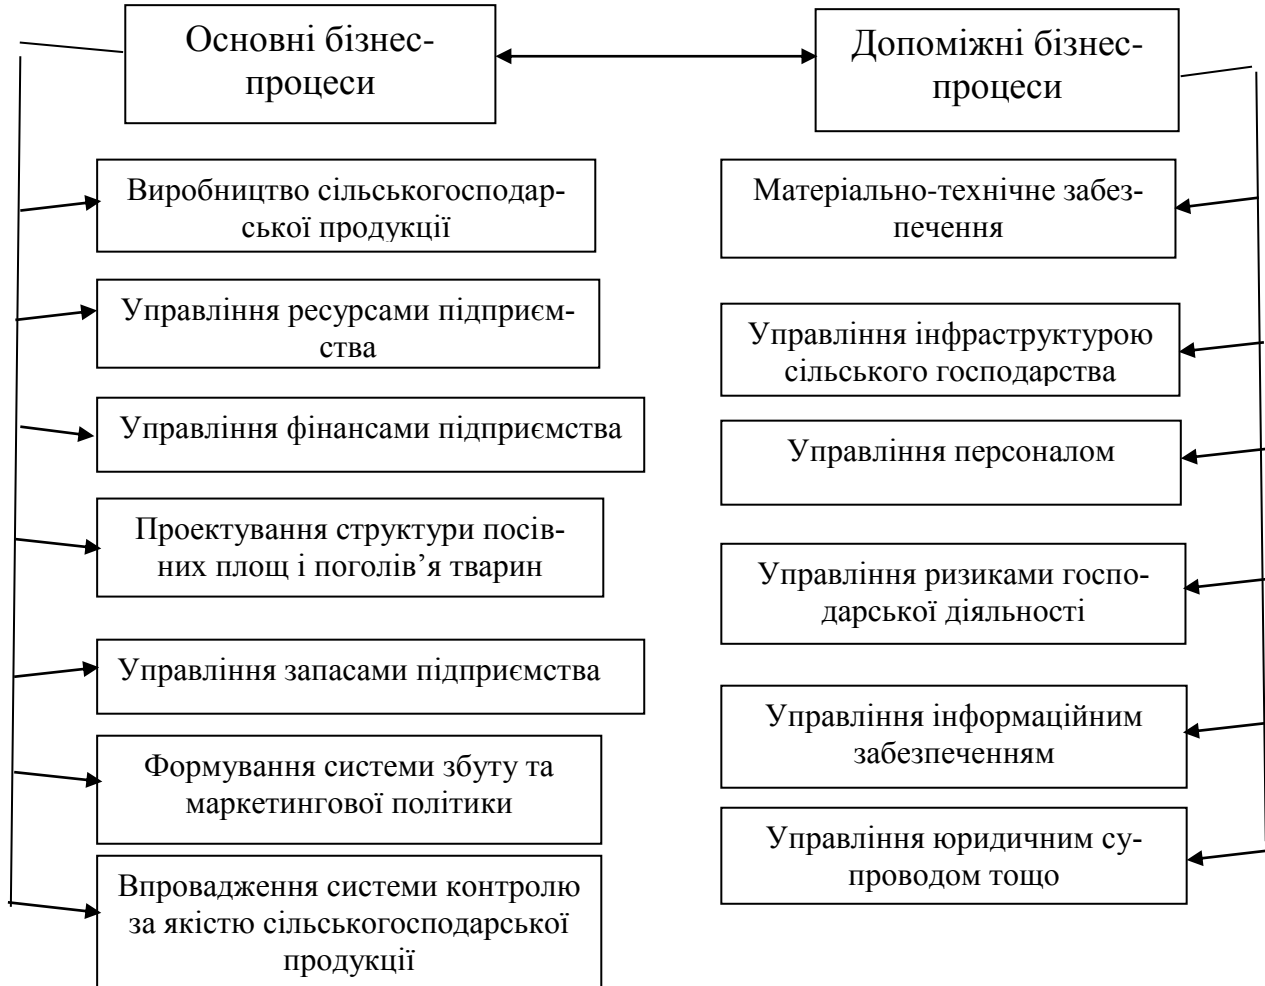 Основні бізнес-
процеси
Допоміжні бізнес-
процеси
Виробництво сільськогосподар-
ської продукції
Управління ресурсами підприєм-
ства
Управління фінансами підприємства
Проектування структури посів-
них площ і поголів’я тварин
Управління запасами підприємства
Формування системи збуту та
маркетингової політики
Впровадження системи контролю
за якістю сільськогосподарської
продукції
Матеріально-технічне забез-
печення
Управління інфраструктурою
сільського господарства
Управління персоналом
Управління ризиками госпо-
дарської діяльності
Управління інформаційним
забезпеченням
Управління юридичним су-
проводом тощо